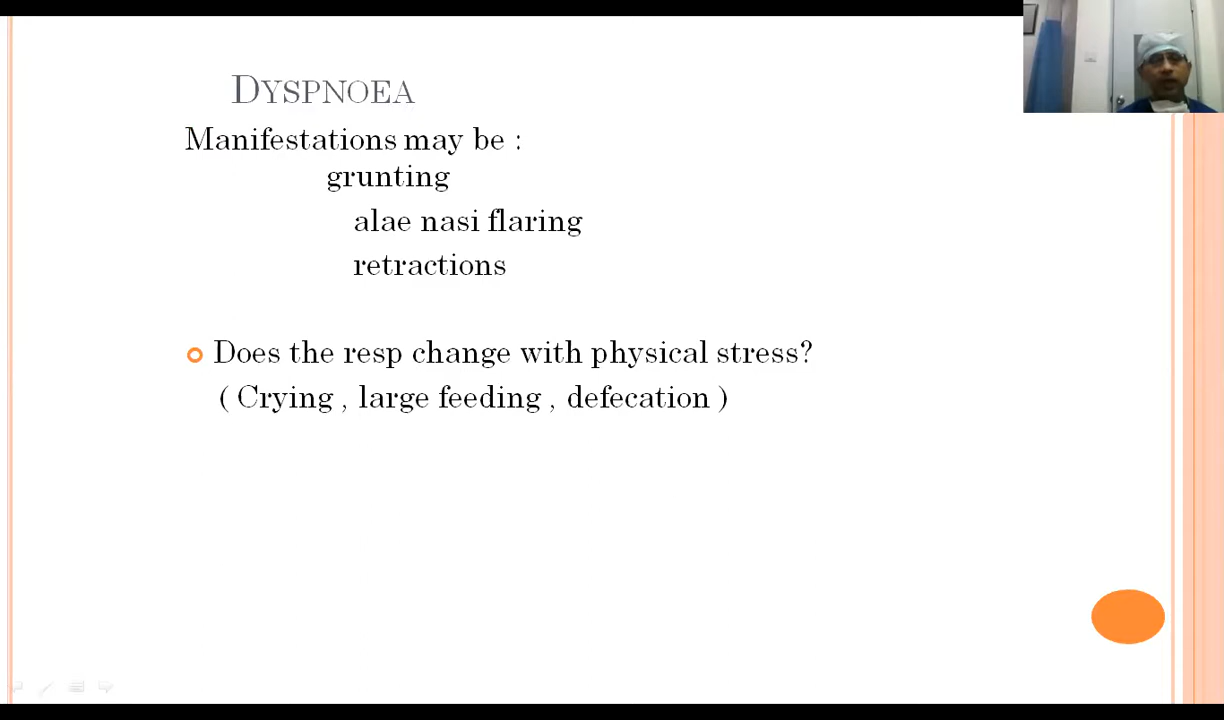 DYSPNOEA
Manifestations may be :
grunting
alae nasi flaring
retractions
Does the resp change with physical stress?
( Crying , large feeding , defecation )